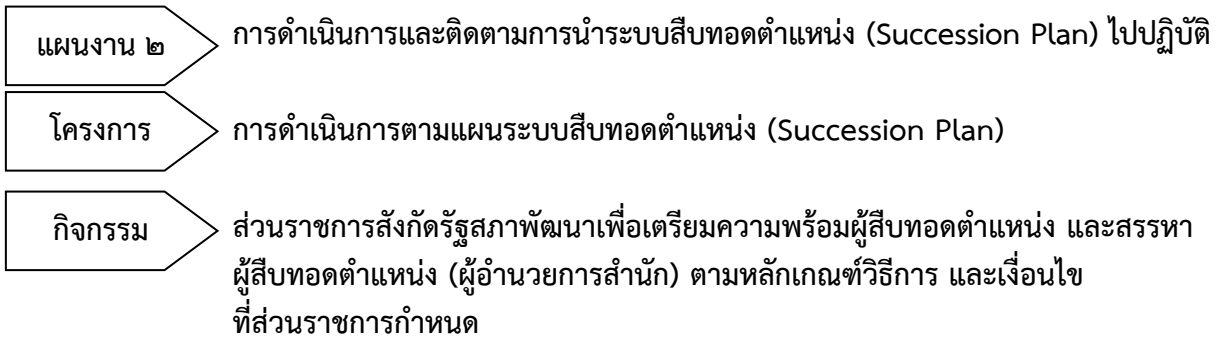 แผนงาน ๒ การดำเนินการและติดตามการนำระบบสืบทอดตำแหน่ง (Succession Plan) ไปปฏิบัติ
โครงการ การดำเนินการตามแผนระบบสืบทอดตำแหน่ง (Succession Plan)
กิจกรรม ส่วนราชการสังกัดรัฐสภาพัฒนาเพื่อเตรียมความพร้อมผู้สืบทอดตำแหน่ง และสรรหา
ผู้สืบทอดตำแหน่ง (ผู้อำนวยการสำนัก) ตามหลักเกณฑ์วิธีการ และเงื่อนไข
ที่ส่วนราชการกำหนด